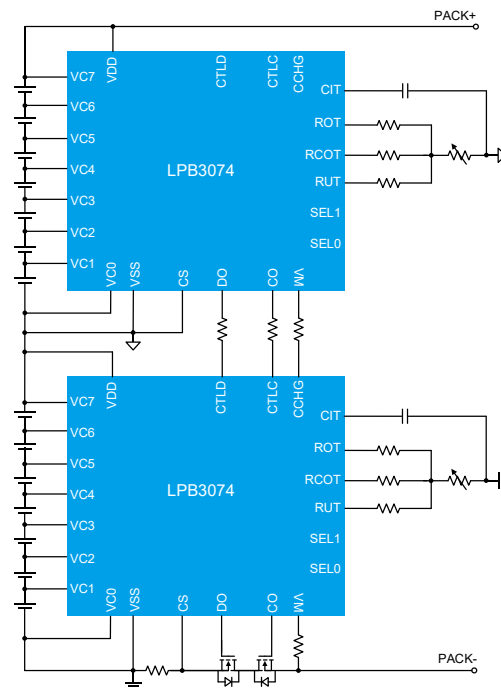 PACK+
VDD CTLD CTLC CCHG
VC7
CIT
VC6
ROT
VC5
RCOT
VC4
LPB3074
RUT
VC3
SEL1
VC2
SEL0
VC1
VC0 VSS CS DO CO VM
VDD CTLD CTLC CCHG
VC7
CIT
VC6
ROT
VC5
RCOT
VC4
LPB3074
RUT
VC3
SEL1
VC2
SEL0
VC1
VC0 VSS CS DO CO VM
PACK-